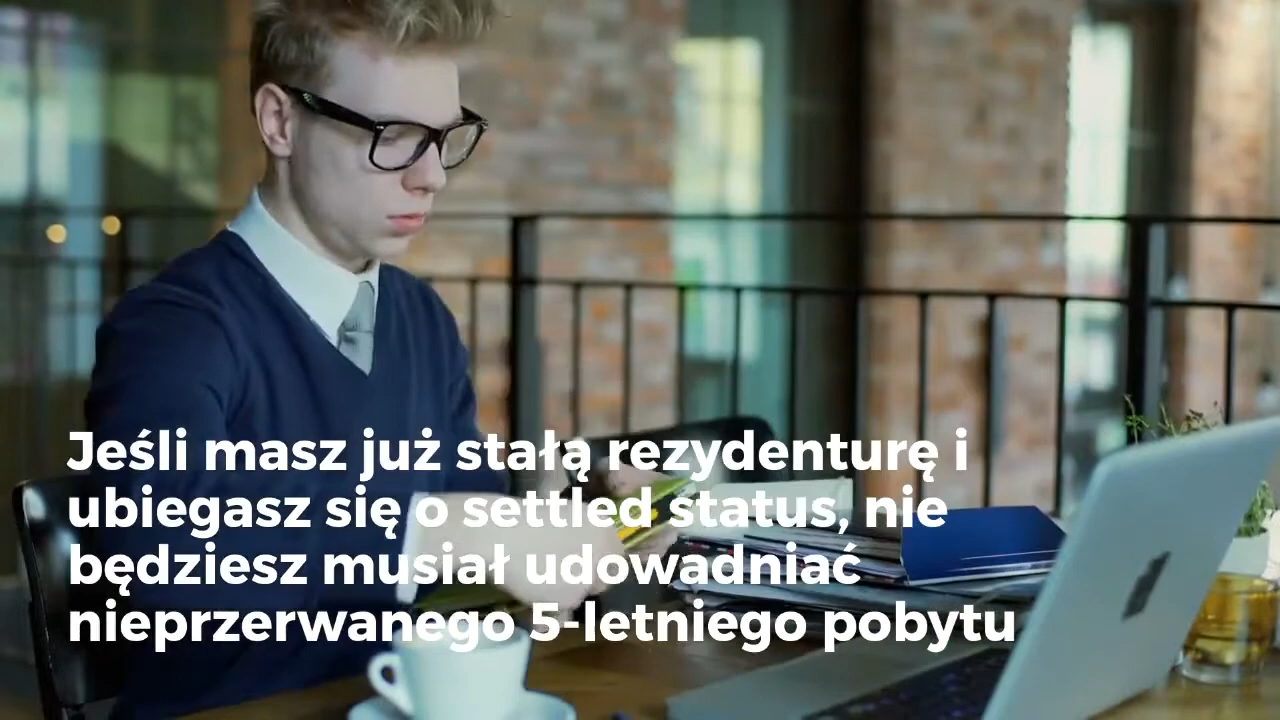 Jeśli masz już stałą rezydenturę i
ubiegasz się o settled status, nie
będziesz musiał udowadniać
nieprzerwanego 5-letniego pobytu